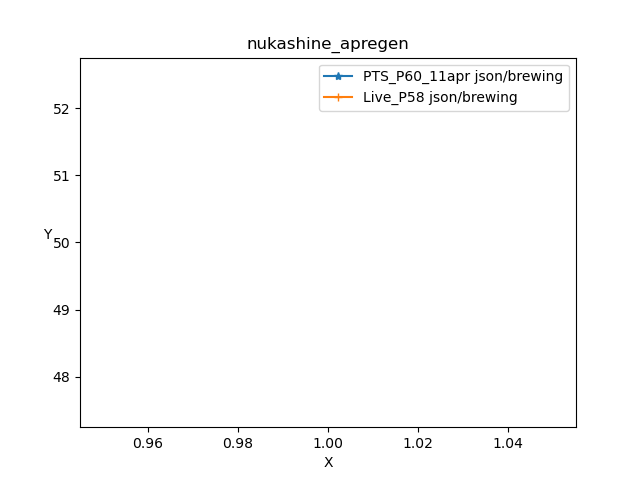 nukashine_apregen
PTS_P60_11apr json/brewing
Live_P58 json/brewing
52
51
Y
50
49
48
0.96 0.98 1.00 1.02 1.04
X